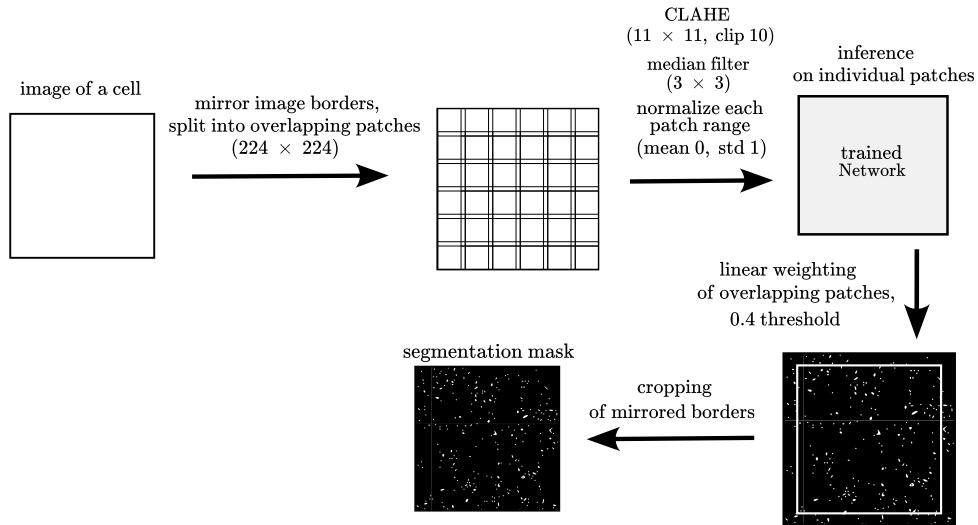 image of a cell
mirror image borders,
split into overlapping patches
(224 × 224)
CLAHE
(11 × 11, clip 10)
median filter
(3 × 3)
normalize each
patch range
(mean 0, std 1)
inference
on individual patches
trained
Network
linear weighting
of overlapping patches,
0.4 threshold
cropping
of mirrored borders
segmentation mask